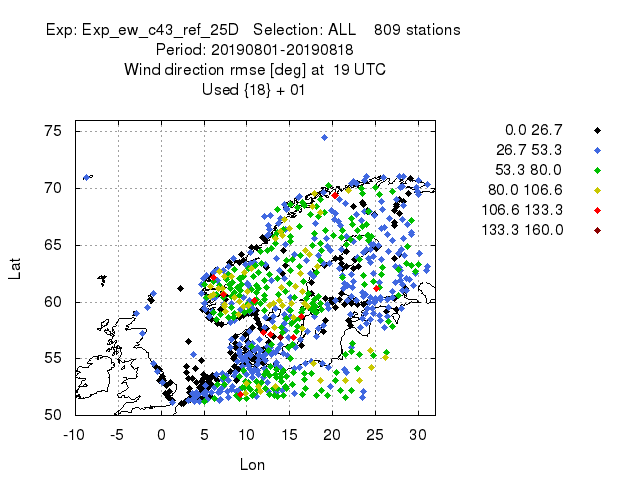 Exp: Exp_ew_c43_ref_25D   Selection: ALL    809 stations
Period: 20190801-20190818
Wind direction rmse [deg] at  19 UTC
Used {18} + 01
0.0 26.7
26.7 53.3
53.3 80.0
80.0 106.6
106.6 133.3
133.3 160.0
75
70
65
60
55
50
Lat
-10 -5 0 5 10 15 20 25 30
Lon